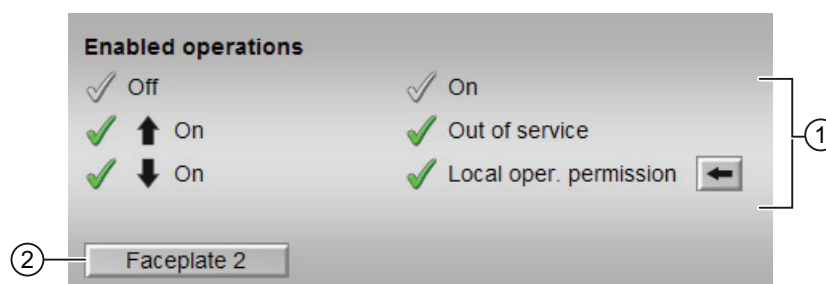 Enabled operations
Off On
On Out of service
On Local oper. permission
1
2 Faceplate 2